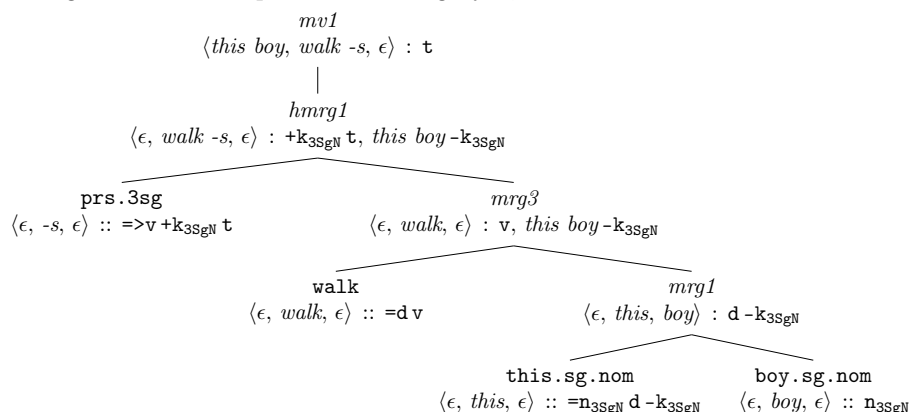 mv1
⟨this boy, walk -s, ϵ⟩ : t
hmrg1
⟨ϵ, walk -s, ϵ⟩ : +k3SgN t, this boy -k3SgN
prs.3sg mrg3
⟨ϵ, -s, ϵ⟩ :: =>v +k3SgN t ⟨ϵ, walk, ϵ⟩ : v, this boy -k3SgN
walk mrg1
⟨ϵ, walk, ϵ⟩ :: =d v ⟨ϵ, this, boy⟩ : d -k3SgN
this.sg.nom boy.sg.nom
⟨ϵ, this, ϵ⟩ :: =n3SgN d -k3SgN ⟨ϵ, boy, ϵ⟩ :: n3SgN